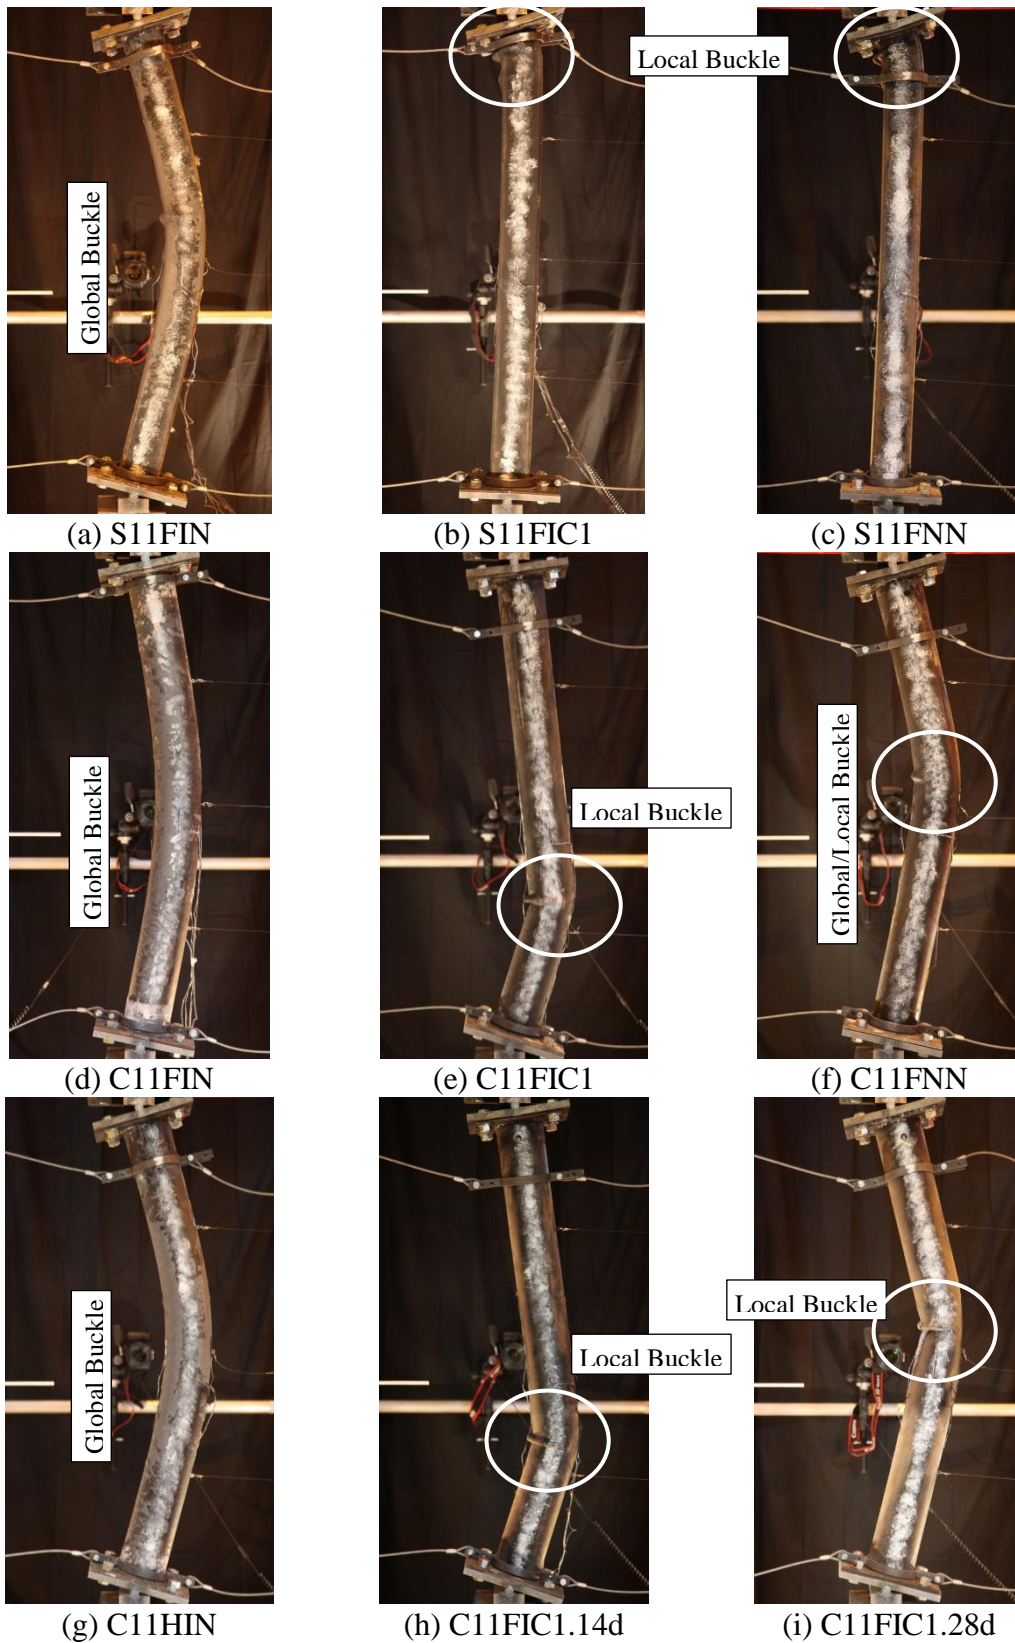 Local Buckle
Global Buckle
(a) S11FIN
(b) S11FIC1
(c) S11FNN
Global Buckle
Local Buckle
Global/Local Buckle
(d) C11FIN
(e) C11FIC1
(f) C11FNN
Global Buckle
Local Buckle
Local Buckle
(g) C11HIN
(h) C11FIC1.14d
(i) C11FIC1.28d